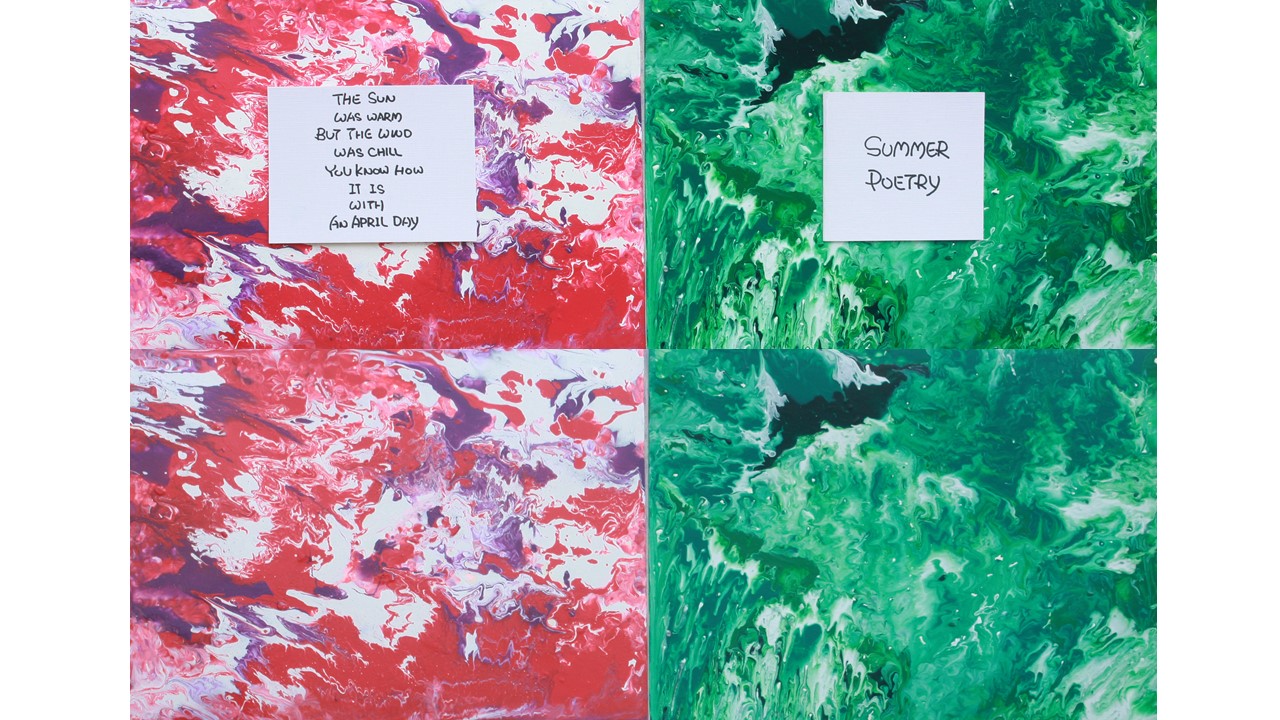 THE SUN
WAS WARM
BUT THE WIND
WAS CHILL
YOU KNOW HOW
IT IS
WITH
AN APRIL DAY
SUMMER
POETRY